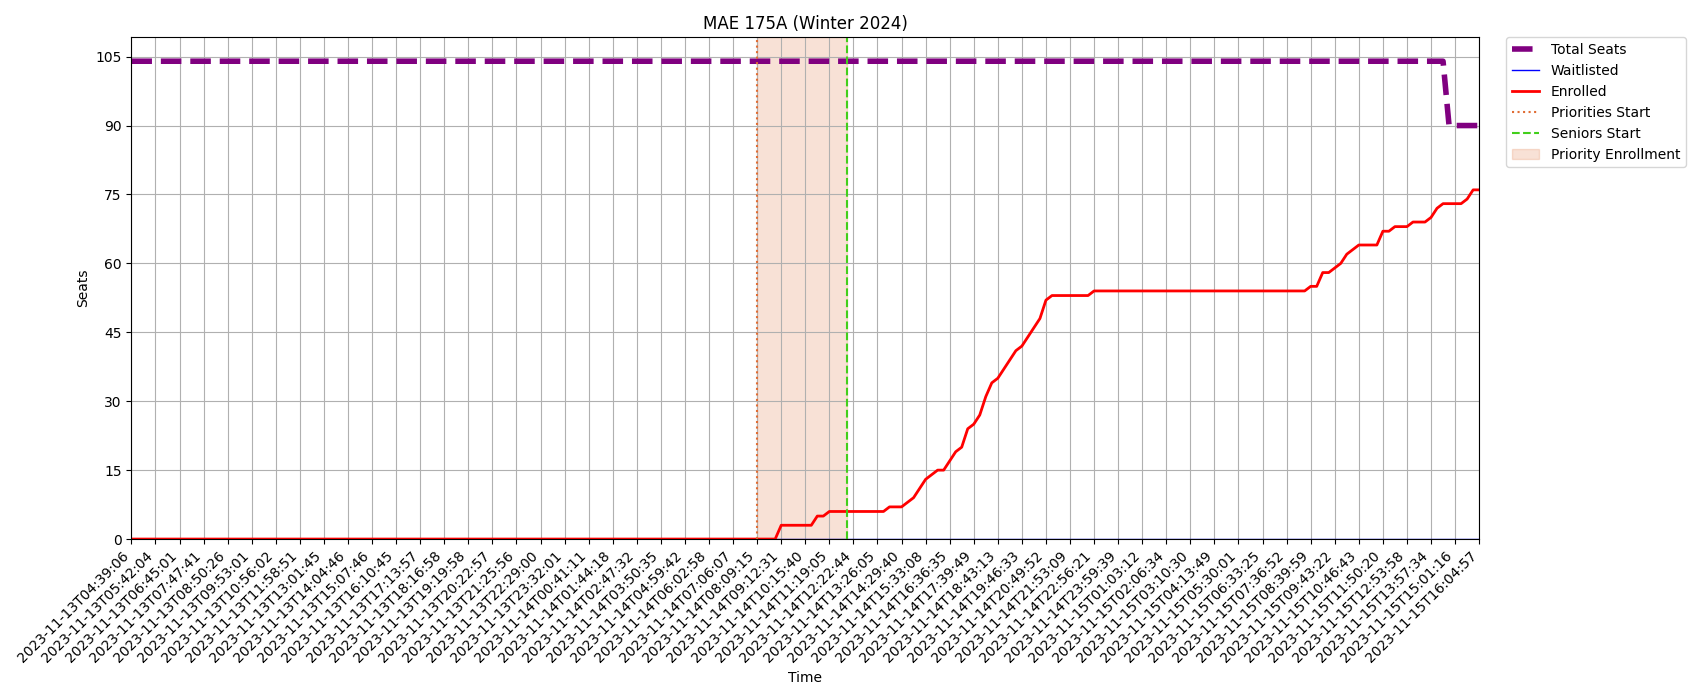 MAE 175A (Winter 2024)
105
90
75
60
45
30
15
0
Seats
Total Seats
Waitlisted
Enrolled
Priorities Start
Seniors Start
Priority Enrollment
2023-11-13T04:39:06
2023-11-13T05:42:04
2023-11-13T06:45:01
2023-11-13T07:47:41
2023-11-13T08:50:26
2023-11-13T09:53:01
2023-11-13T10:56:02
2023-11-13T11:58:51
2023-11-13T13:01:45
2023-11-13T14:04:46
2023-11-13T15:07:46
2023-11-13T16:10:45
2023-11-13T17:13:57
2023-11-13T18:16:58
2023-11-13T19:19:58
2023-11-13T20:22:57
2023-11-13T21:25:56
2023-11-13T22:29:00
2023-11-13T23:32:01
2023-11-14T00:41:11
2023-11-14T01:44:18
2023-11-14T02:47:32
2023-11-14T03:50:35
2023-11-14T04:59:42
2023-11-14T06:02:58
2023-11-14T07:06:07
2023-11-14T08:09:15
2023-11-14T09:12:31
2023-11-14T10:15:40
2023-11-14T11:19:05
2023-11-14T12:22:44
2023-11-14T13:26:05
2023-11-14T14:29:40
2023-11-14T15:33:08
2023-11-14T16:36:35
2023-11-14T17:39:49
2023-11-14T18:43:13
2023-11-14T19:46:33
2023-11-14T20:49:52
2023-11-14T21:53:09
2023-11-14T22:56:21
2023-11-14T23:59:39
2023-11-15T01:03:12
2023-11-15T02:06:34
2023-11-15T03:10:30
2023-11-15T04:13:49
2023-11-15T05:30:01
2023-11-15T06:33:25
2023-11-15T07:36:52
2023-11-15T08:39:59
2023-11-15T09:43:22
2023-11-15T10:46:43
2023-11-15T11:50:20
2023-11-15T12:53:58
2023-11-15T13:57:34
2023-11-15T15:01:16
2023-11-15T16:04:57
Time